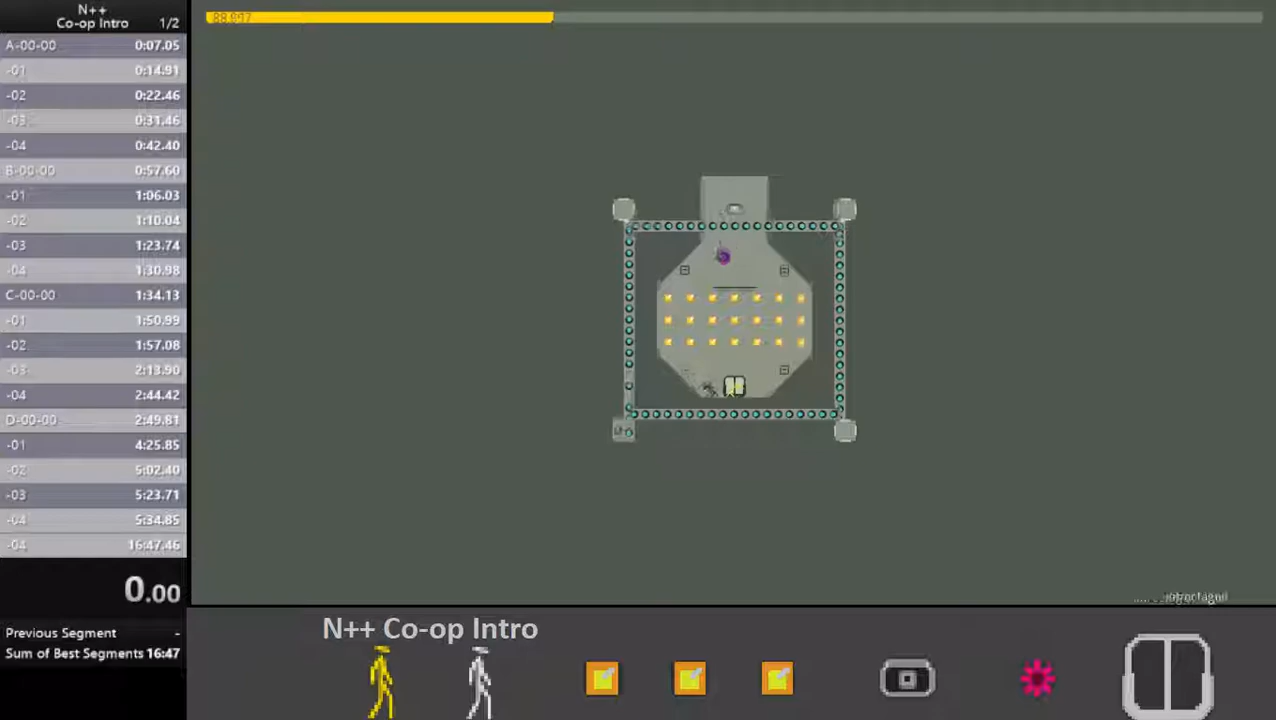 N++
Co-op Intro 1/2
88.917
A-00-00 0:07.05
-01 0:14.91
-02 0:22.46
-03 0:31.46
-04 0:42.40
B-00-00 0:57.60
-01 1:06.03
-02 1:10.04
-03 1:23.74
-04 1:30.98
C-00-00 1:34.13
-01 1:50.99
-02 1:57.08
-03 2:13.90
-04 2:44.42
D-00-00 2:49.81
-01 4:25.85
-02 5:02.40
-03 5:23.71
-04 5:34.85
-04 16:47.46
0.00
Previous Segment -
Sum of Best Segments 16:47
N++ Co-op Intro